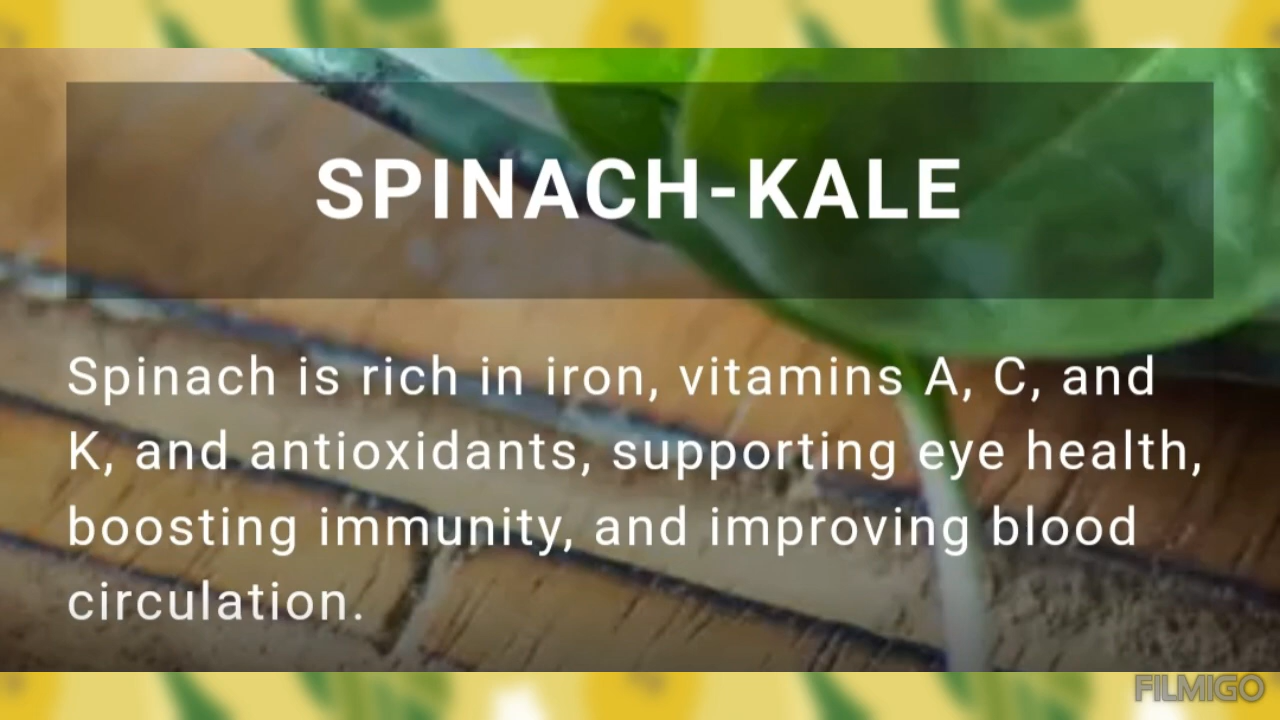 SPINACH-KALE
Spinach is rich in iron, vitamins A, C, and
K, and antioxidants, supporting eye health,
boosting immunity, and improving blood
circulation.
FILMIGO